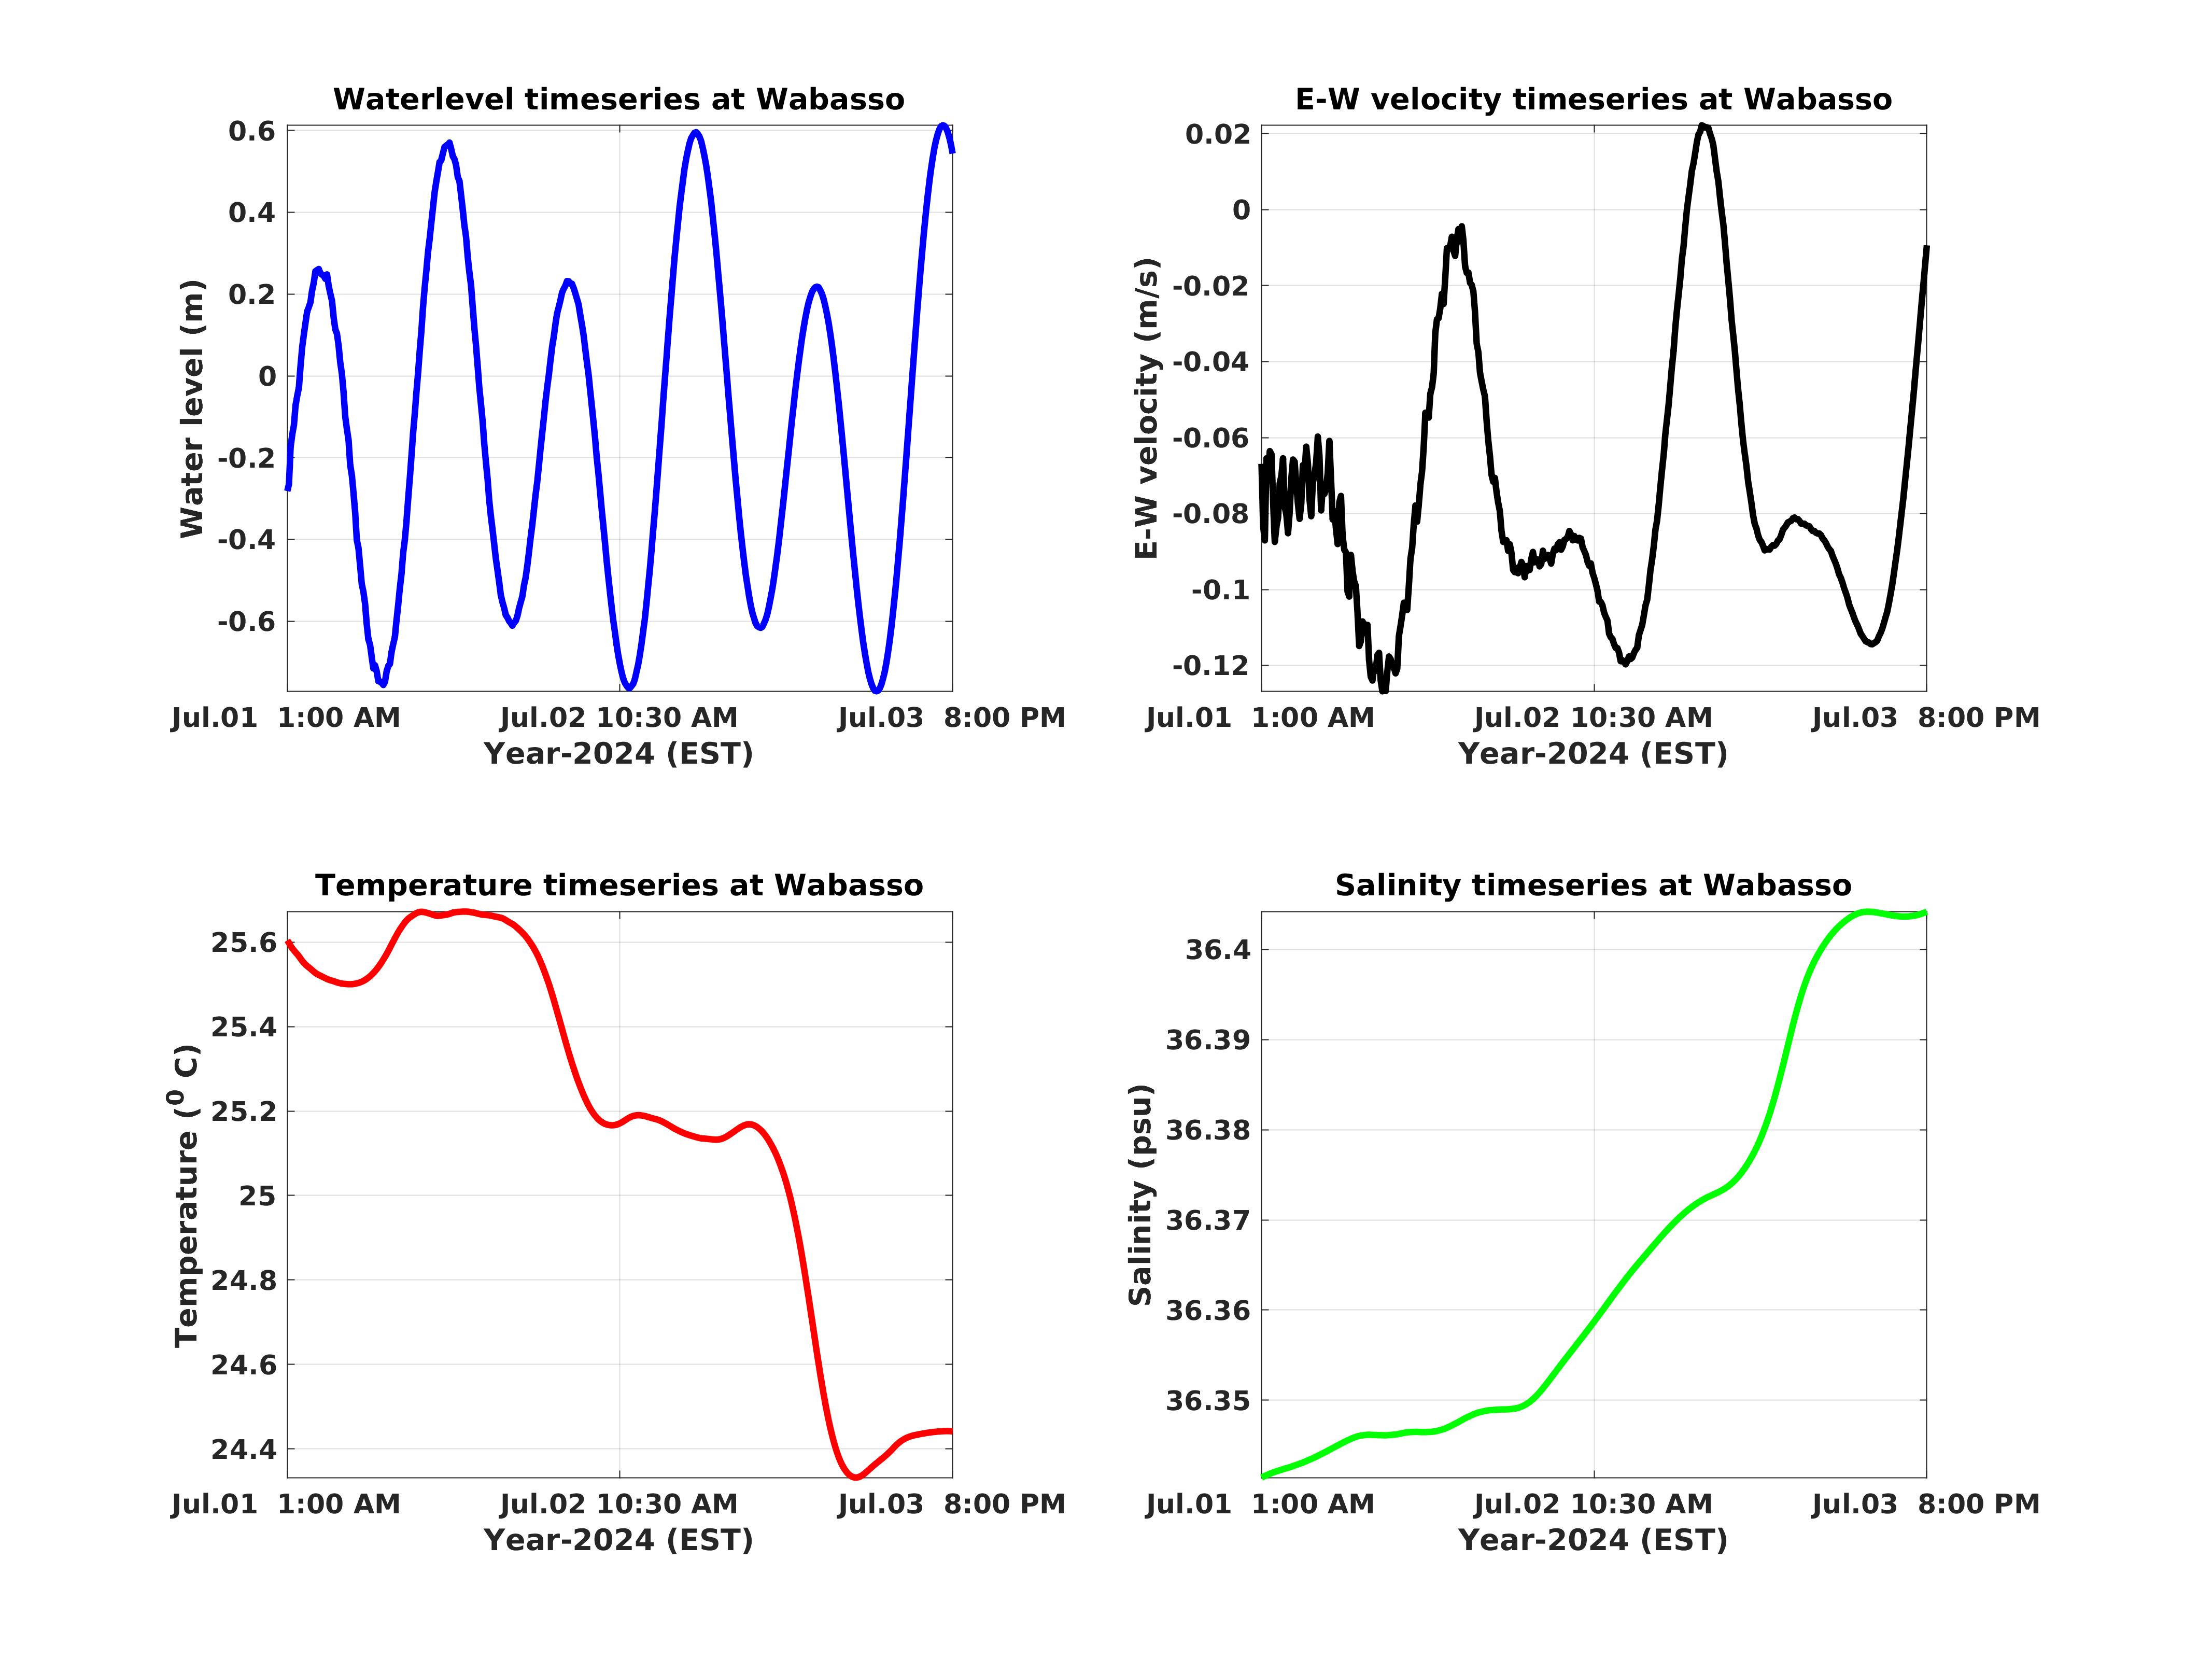 Waterlevel timeseries at Wabasso
0.6
0.4
0.2
0
-0.2
-0.4
-0.6
Water level (m)
Jul.01  1:00 AM
Jul.02 10:30 AM
Jul.03  8:00 PM
Year-2024 (EST)
E-W velocity timeseries at Wabasso
0.02
0
-0.02
-0.04
-0.06
-0.08
-0.1
-0.12
E-W velocity (m/s)
Jul.01  1:00 AM
Jul.02 10:30 AM
Jul.03  8:00 PM
Year-2024 (EST)
Temperature timeseries at Wabasso
25.6
25.4
25.2
25
24.8
24.6
24.4
Temperature (⁰ C)
Jul.01  1:00 AM
Jul.02 10:30 AM
Jul.03  8:00 PM
Year-2024 (EST)
Salinity timeseries at Wabasso
36.4
36.39
36.38
36.37
36.36
36.35
Salinity (psu)
Jul.01  1:00 AM
Jul.02 10:30 AM
Jul.03  8:00 PM
Year-2024 (EST)